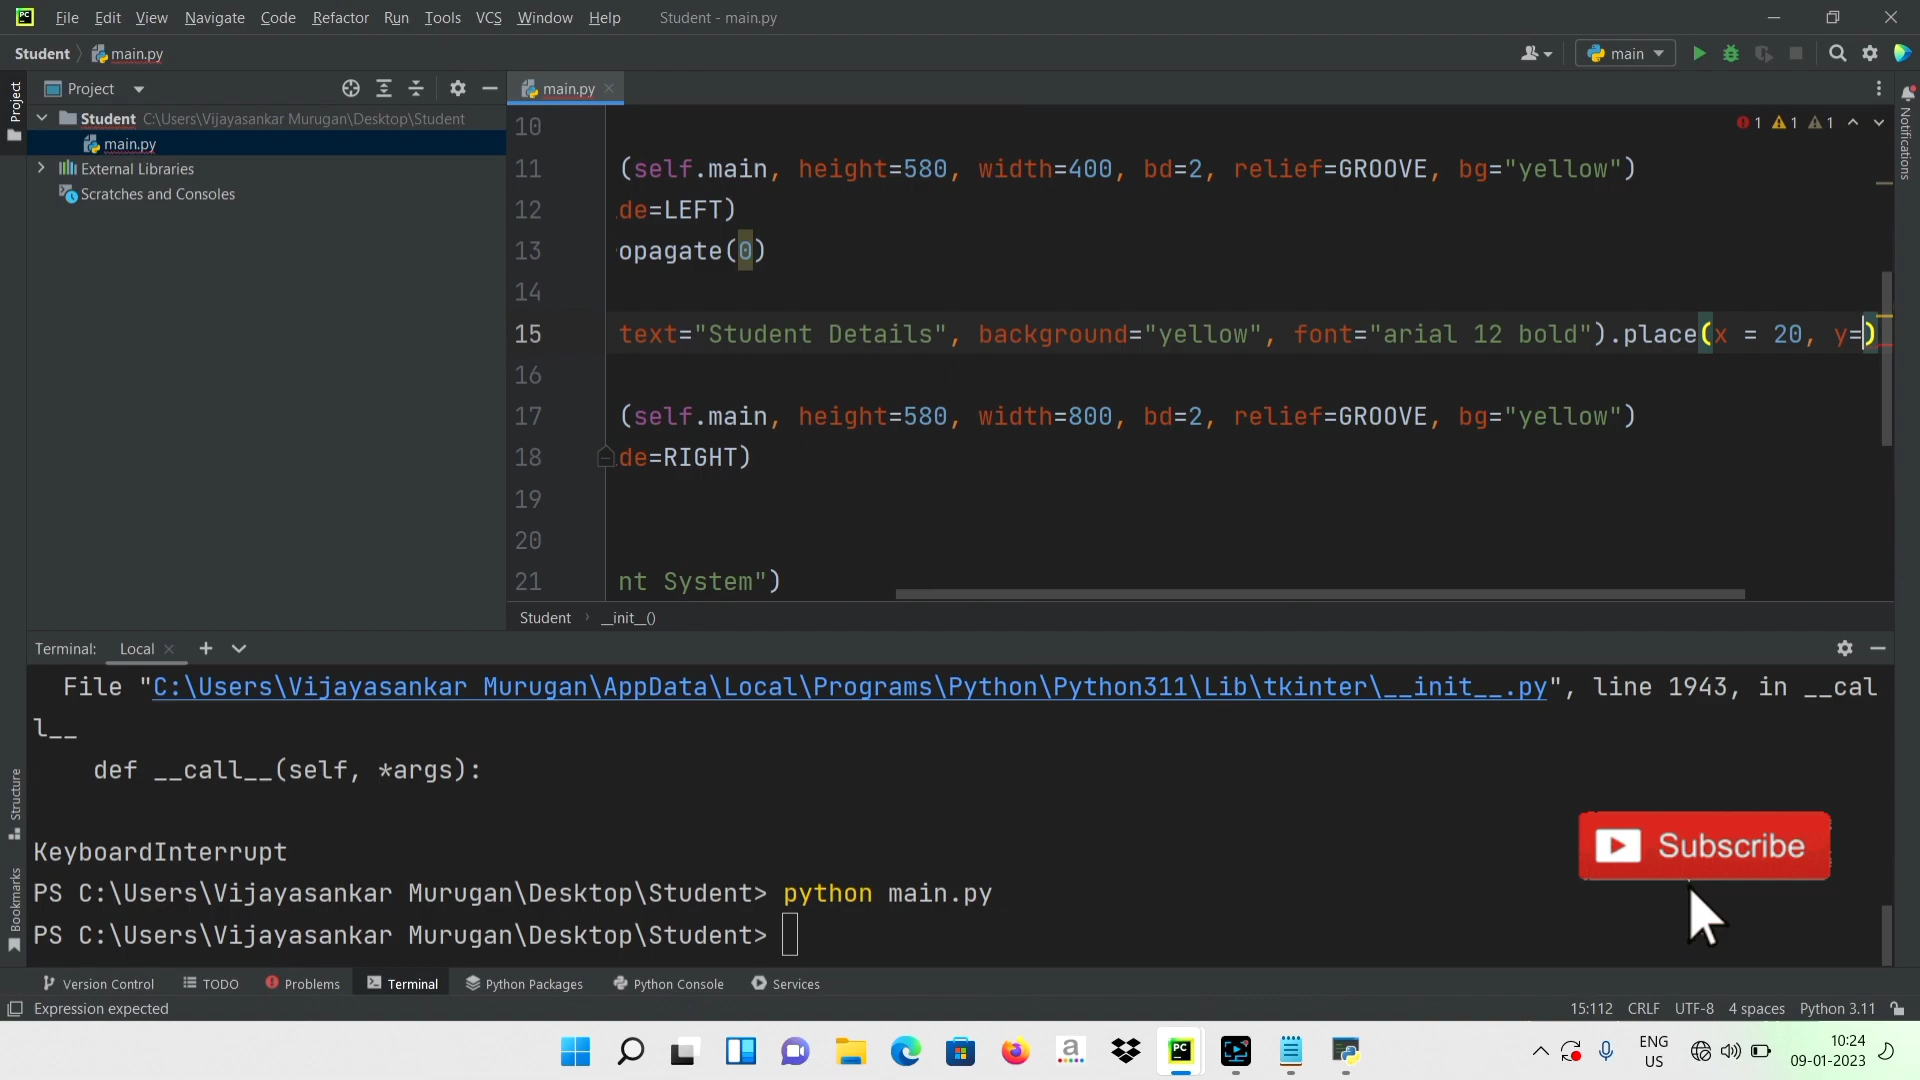 File Edit View Navigate Code Refactor Run Tools VCS Window Help Student - main.py
Student main.py main
Project main.py
Student C:\Users\Vijayasankar Murugan\Desktop\Student
main.py
External Libraries
Scratches and Consoles
Project
Notifications
1 1 1
10
11 (self.main, height=580, width=400, bd=2, relief=GROOVE, bg="yellow")
12 de=LEFT)
13 opagate(0)
14
15 text="Student Details", background="yellow", font="arial 12 bold").place(x = 20, y=)
16
17 (self.main, height=580, width=800, bd=2, relief=GROOVE, bg="yellow")
18 de=RIGHT)
19
20
21 nt System")
Student __init__()
Terminal: Local
File "C:\Users\Vijayasankar Murugan\AppData\Local\Programs\Python\Python311\Lib\tkinter\__init__.py", line 1943, in __cal
l__
def __call__(self, *args):
KeyboardInterrupt
PS C:\Users\Vijayasankar Murugan\Desktop\Student> python main.py
PS C:\Users\Vijayasankar Murugan\Desktop\Student>
Subscribe
Structure
Bookmarks
Version Control TODO Problems Terminal Python Packages Python Console Services
Expression expected 15:112 CRLF UTF-8 4 spaces Python 3.11
ENG 10:24
US 09-01-2023